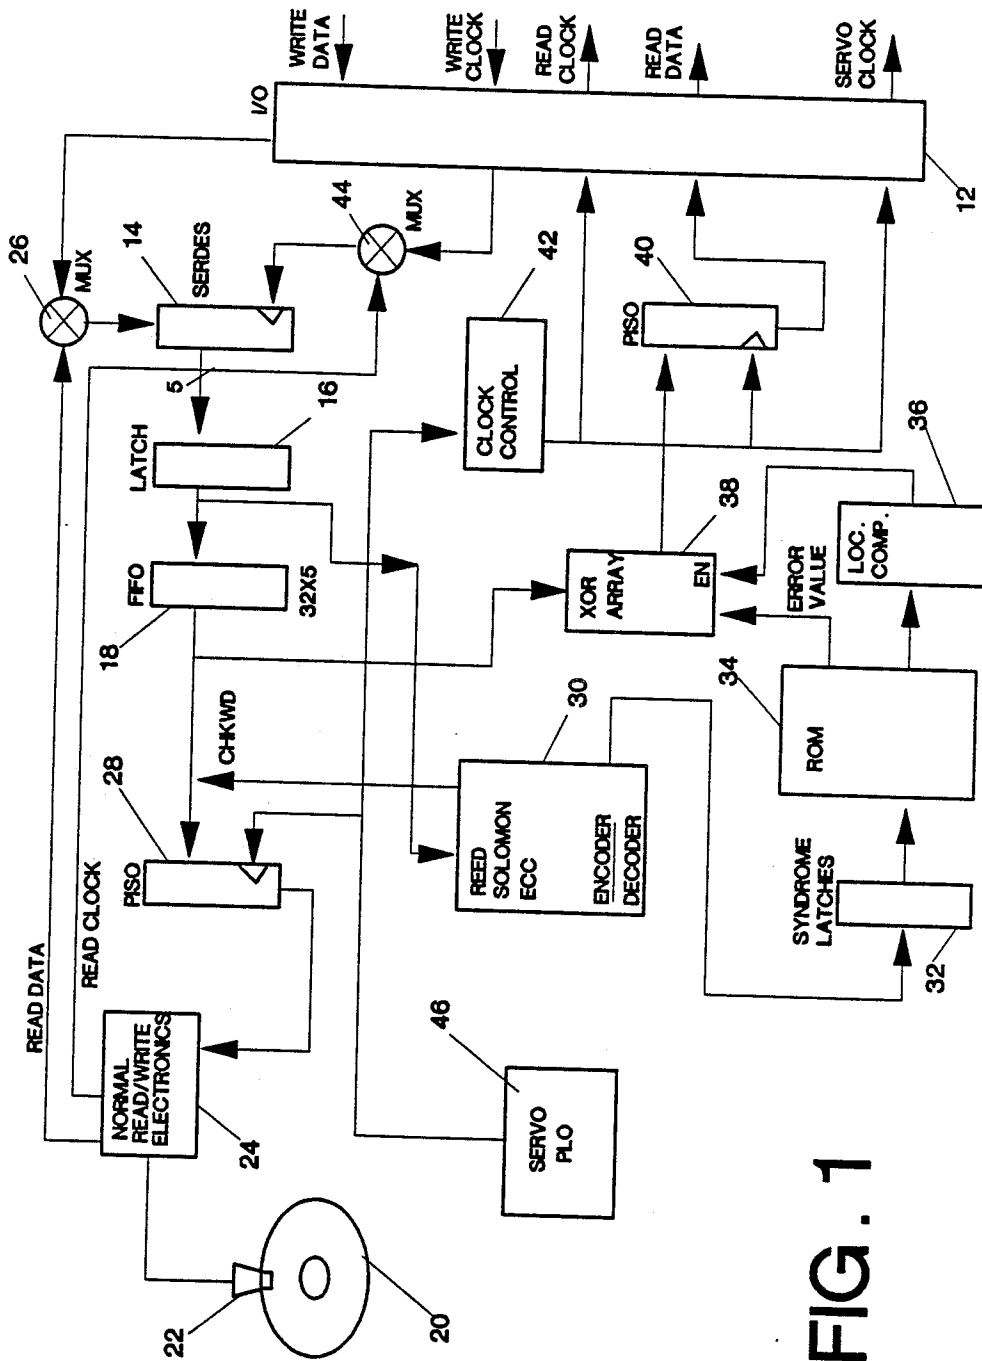 I/O
WRITE
DATA
WRITE
CLOCK
READ
CLOCK
READ
DATA
SERVO
CLOCK
12
26
MUX
14
SERDES
44
MUX
5
16
LATCH
42
CLOCK
CONTROL
40
PISO
FIFO
18
32X5
XOR
ARRAY
EN
38
LOC.
COMP.
36
ERROR
VALUE
34
ROM
CHKWD
28
PISO
30
REED
SOLOMON
ECC
ENCODER
DECODER
SYNDROME
LATCHES
32
READ DATA
READ CLOCK
NORMAL
READ/WRITE
ELECTRONICS
24
46
SERVO
PLO
22
20
FIG. 1